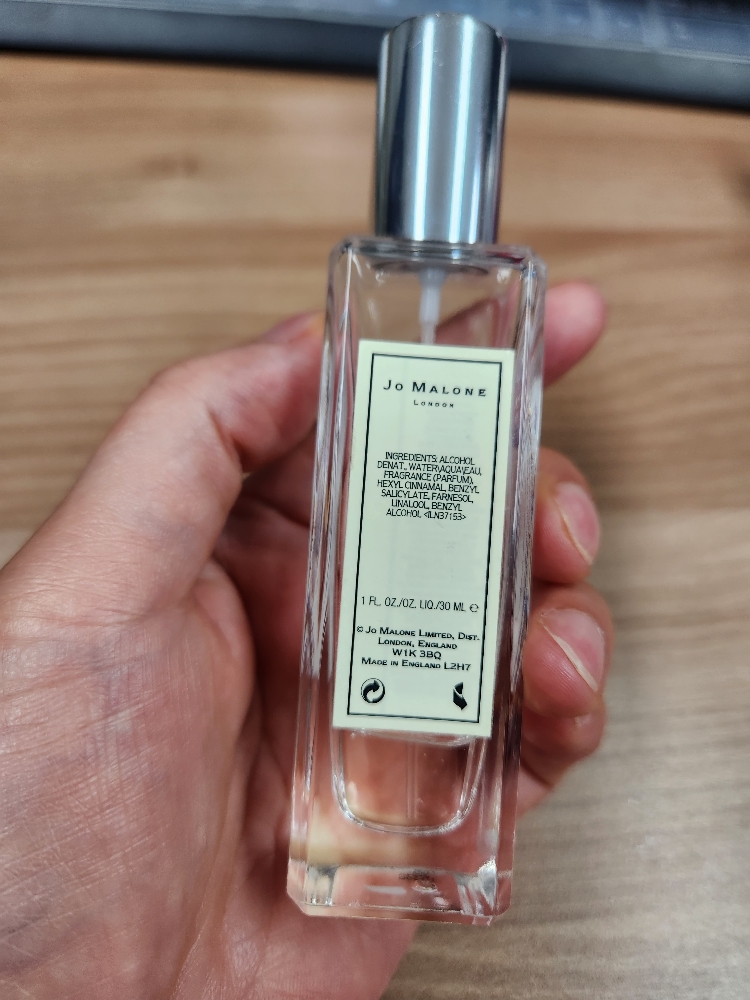 JO MALONE
LONDON
INGREDIENTS: ALCOHOL
DENAT., WATER\AQUA\EAU,
FRAGRANCE (PARFUM),
HEXYL CINNAMAL, BENZYL
SALICYLATE, FARNESOL,
LINALOOL, BENZYL
ALCOHOL <ILN37153>
1 FL. OZ./OZ. LIQ./30 ML ℮
© JO MALONE LIMITED, DIST.
LONDON, ENGLAND
W1K 3BQ
MADE IN ENGLAND L2H7